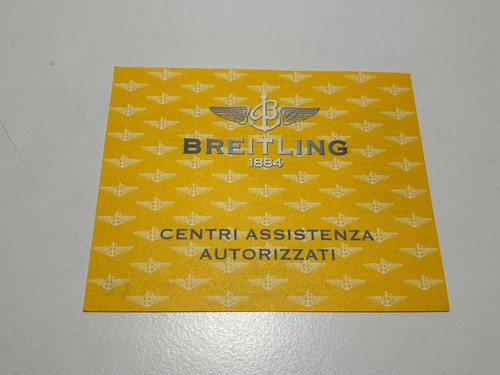 B
BREITLING
1884
CENTRI ASSISTENZA
AUTORIZZATI